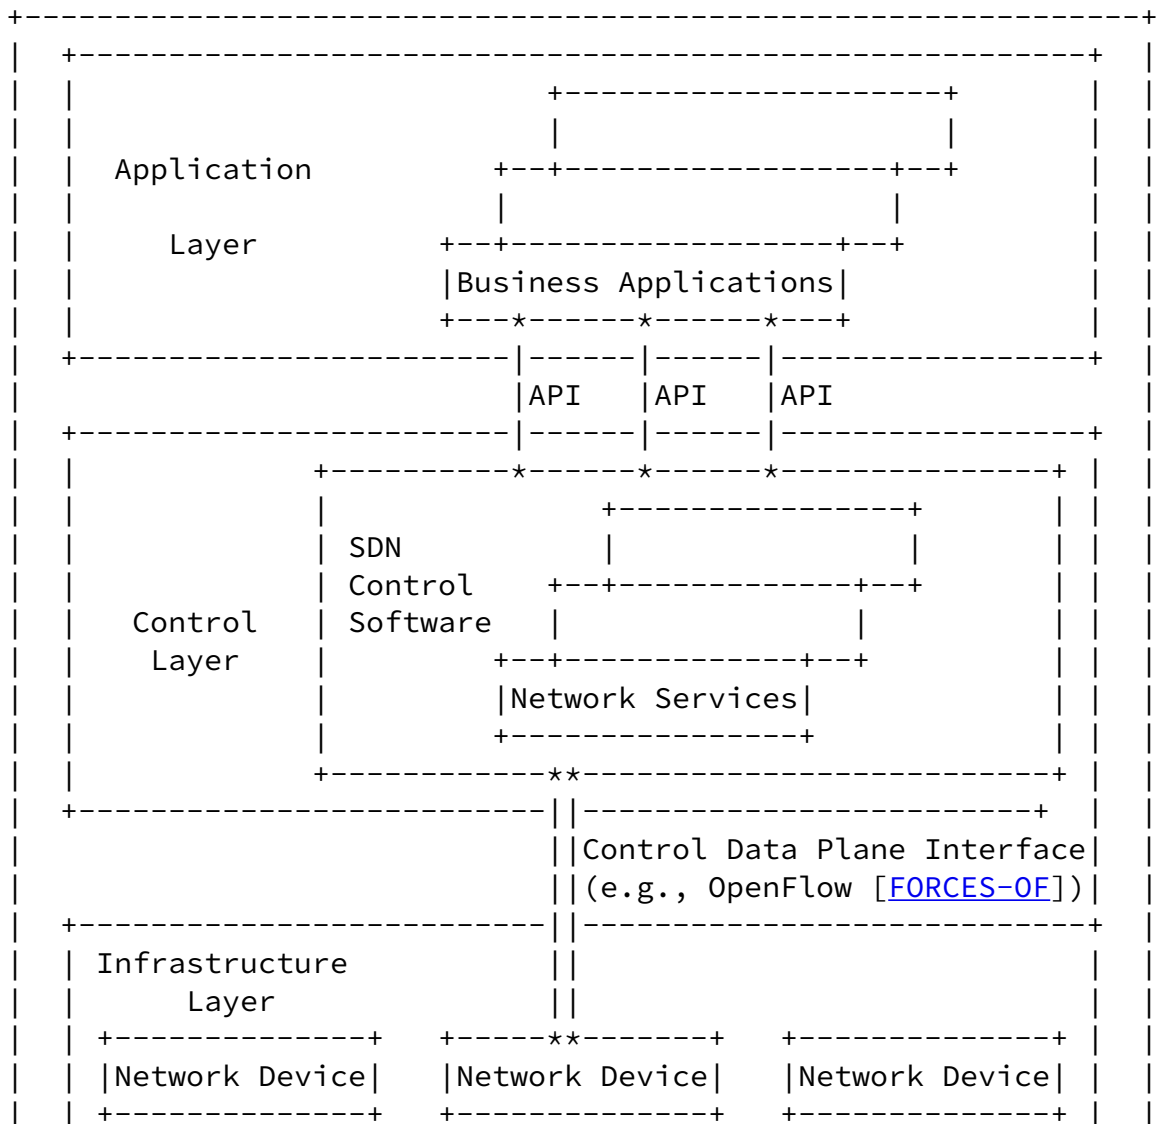 Application
Layer
Business Applications
API API API
SDN
Control
Control Software
Layer
Network Services
Control Data Plane Interface
(e.g., OpenFlow [FORCES-OF])
Infrastructure
Layer
Network Device Network Device Network Device